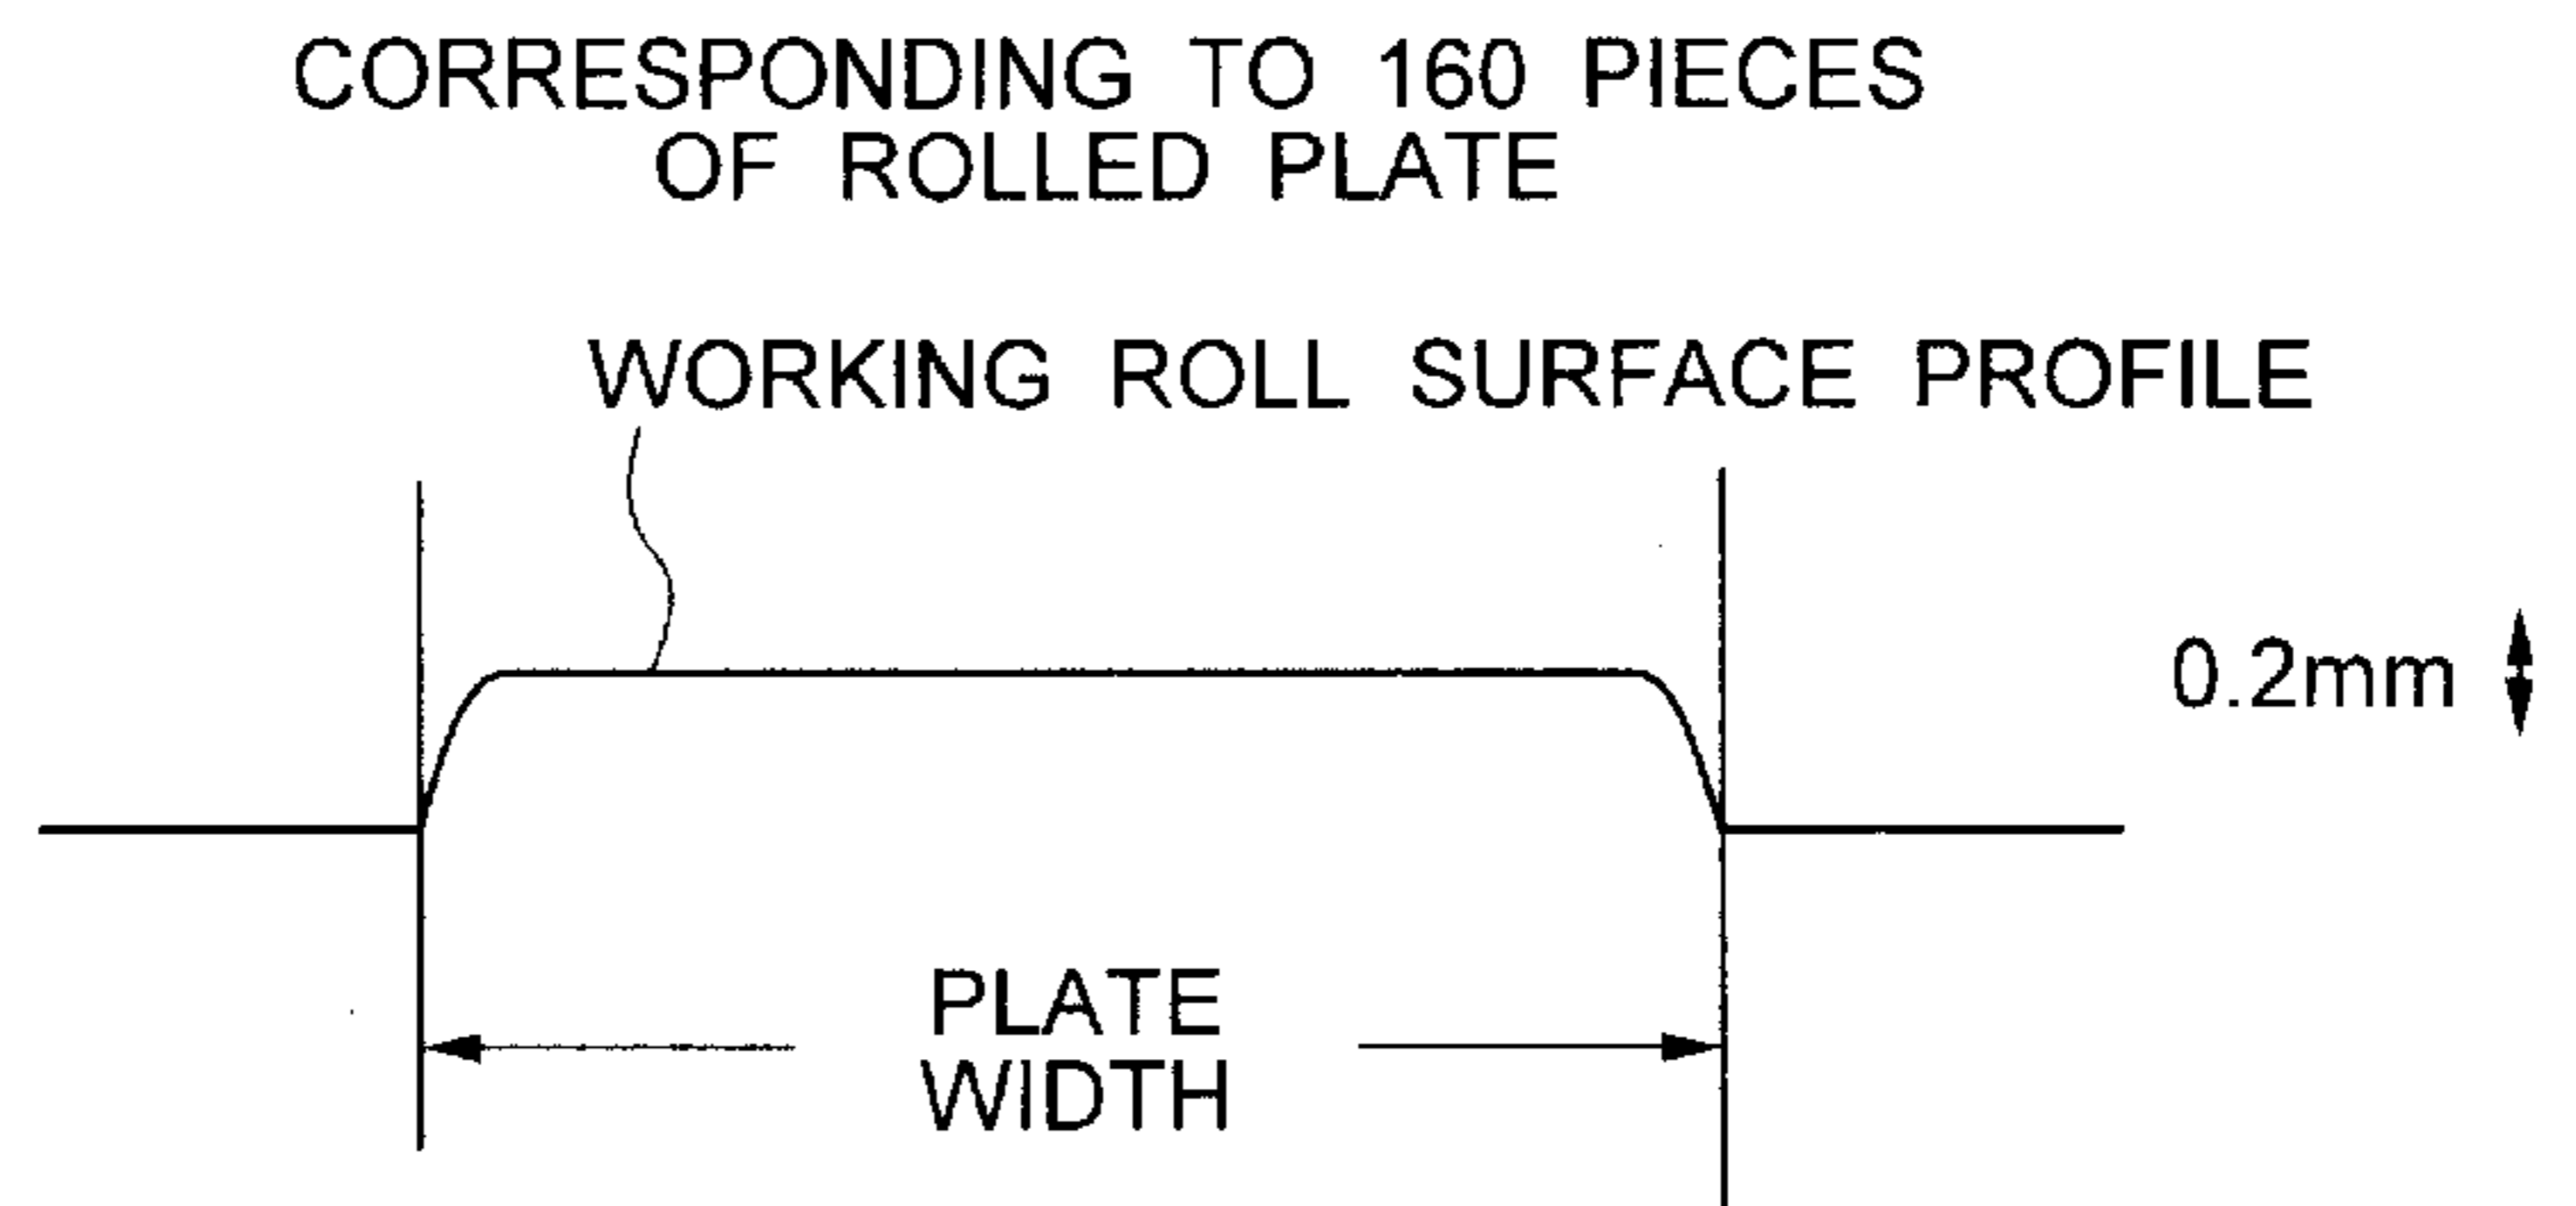 CORRESPONDING TO 160 PIECES
OF ROLLED PLATE
WORKING ROLL SURFACE PROFILE
0.2mm
PLATE
WIDTH